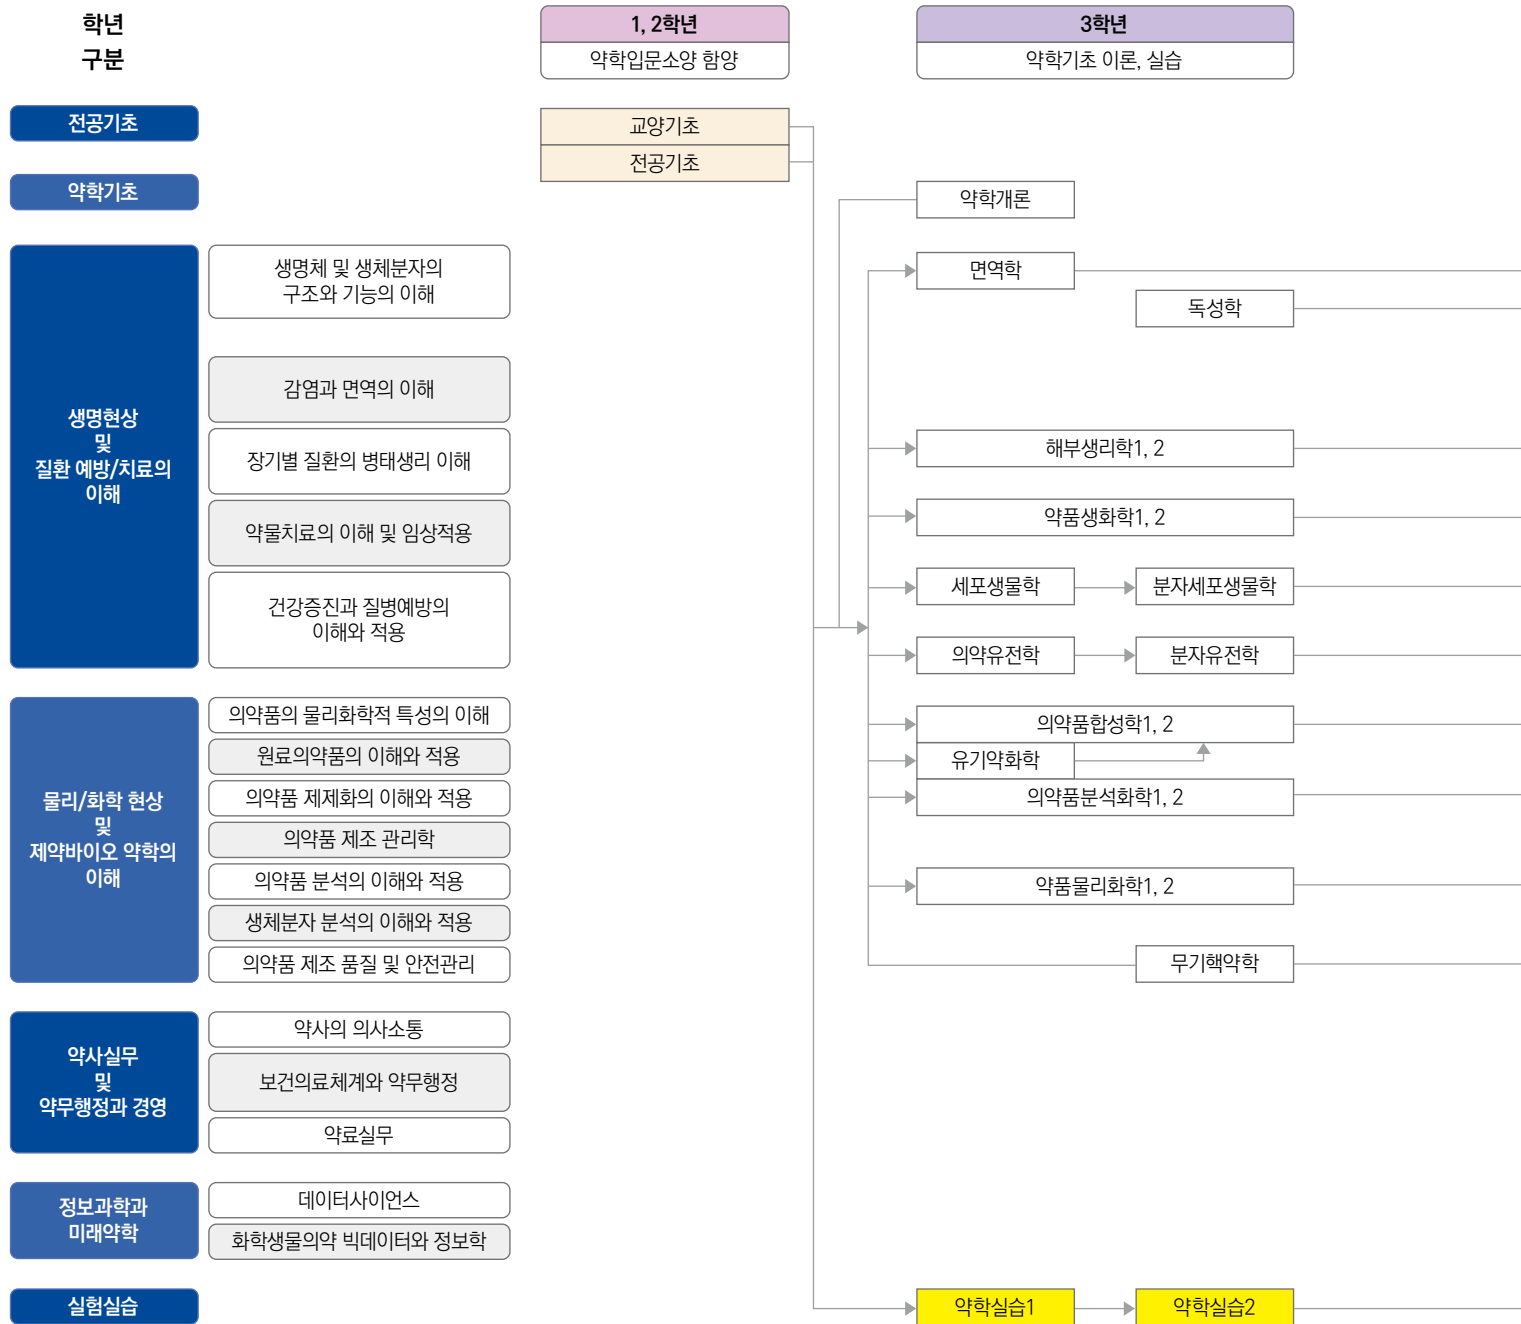 학년
구분
1, 2학년
약학입문소양 함양
3학년
약학기초 이론, 실습
전공기초
교양기초
전공기초
약학기초
약학개론
생명현상
및
질환 예방/치료의
이해
생명체 및 생체분자의
구조와 기능의 이해
감염과 면역의 이해
장기별 질환의 병태생리 이해
약물치료의 이해 및 임상적용
건강증진과 질병예방의
이해와 적용
면역학
독성학
해부생리학1, 2
약품생화학1, 2
세포생물학
분자세포생물학
의약유전학
분자유전학
물리/화학 현상
및
제약바이오 약학의
이해
의약품의 물리화학적 특성의 이해
원료의약품의 이해와 적용
의약품 제제화의 이해와 적용
의약품 제조 관리학
의약품 분석의 이해와 적용
생체분자 분석의 이해와 적용
의약품 제조 품질 및 안전관리
의약품합성학1, 2
유기약화학
의약품분석화학1, 2
약품물리화학1, 2
무기핵약학
약사실무
및
약무행정과 경영
약사의 의사소통
보건의료체계와 약무행정
약료실무
정보과학과
미래약학
데이터사이언스
화학생물의약 빅데이터와 정보학
실험실습
약학실습1
약학실습2